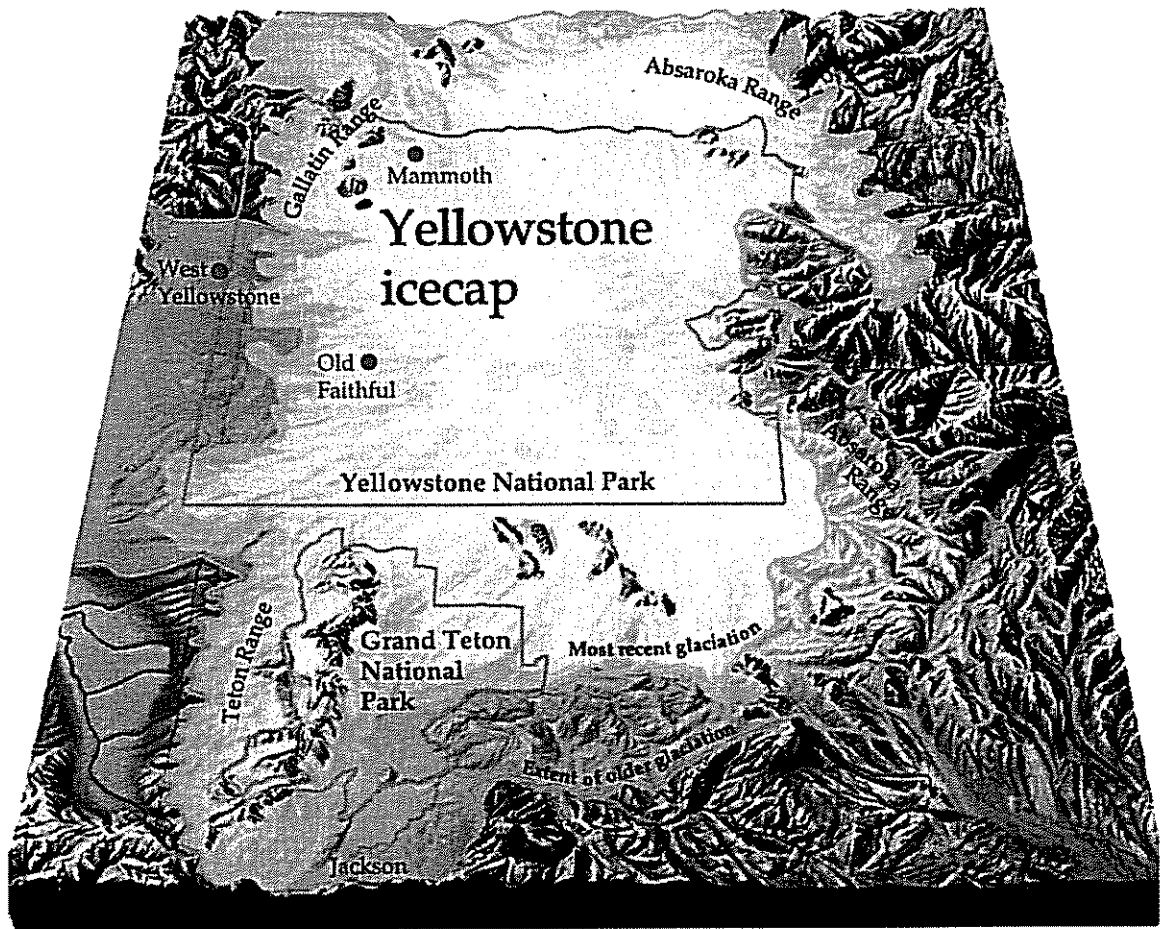 Absaroka Range
Gallatin Range
Mammoth
Yellowstone
icecap
West
Yellowstone
Old
Faithful
Absaroka
Range
Yellowstone National Park
Teton Range
Grand Teton
National
Park
Most recent glaciation
Extent of older glaciation
Jackson